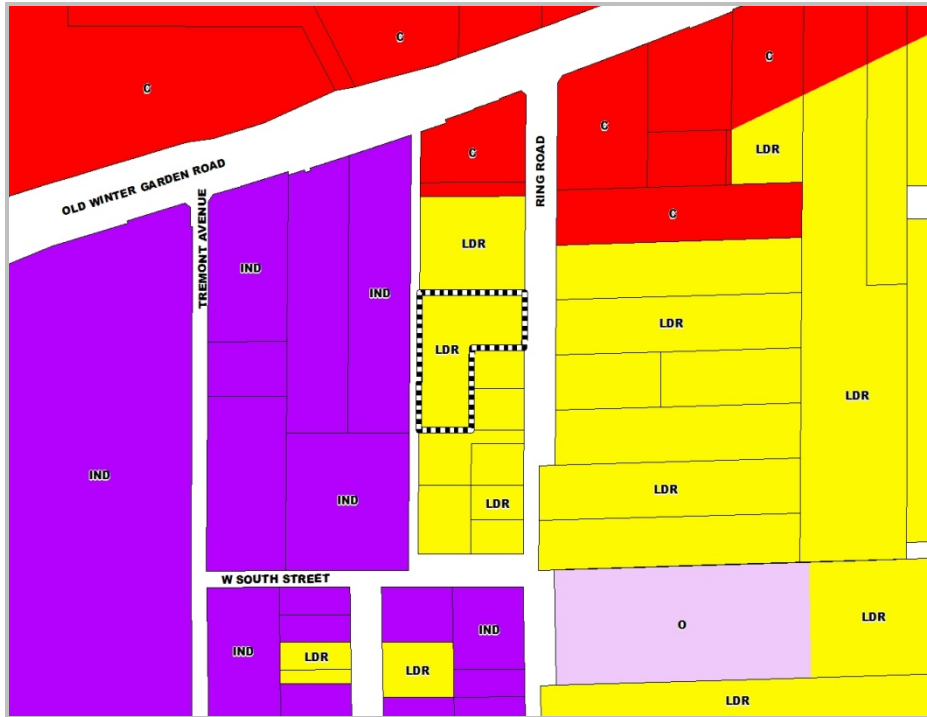 C
C
C
C
LDR
C
OLD WINTER GARDEN ROAD
RING ROAD
C
LDR
TREMONT AVENUE
IND
IND
LDR
LDR
LDR
IND
IND
LDR
LDR
W SOUTH STREET
IND
LDR
LDR
IND
O
LDR
LDR